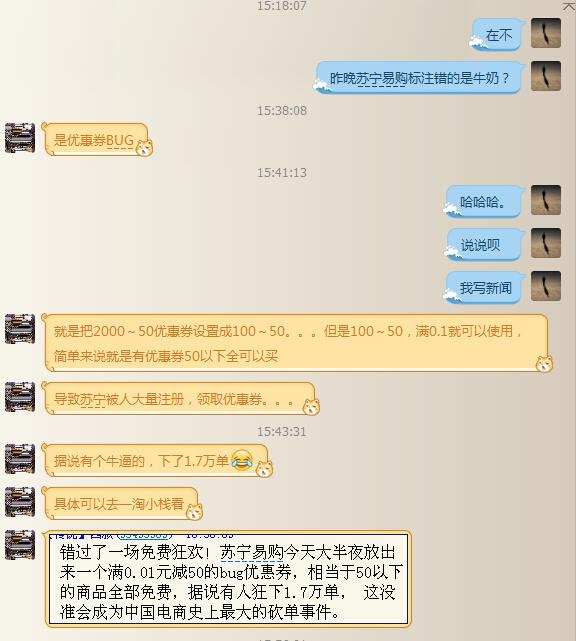 15:18:07
在不
昨晚苏宁易购标注错的是牛奶？
15:38:08
是优惠券BUG
15:41:13
哈哈哈。
说说呗
我写新闻
就是把2000～50优惠券设置成100～50。。。但是100～50，满0.1就可以使用，
简单来说就是有优惠券50以下全可以买
导致苏宁被人大量注册，领取优惠券。。。
15:43:31
据说有个牛逼的，下了1.7万单
具体可以去一淘小栈看
错过了一场免费狂欢！苏宁易购今天大半夜放出
来一个满0.01元减50的bug优惠券，相当于50以下
的商品全部免费，据说有人狂下1.7万单， 这没
准会成为中国电商史上最大的砍单事件。